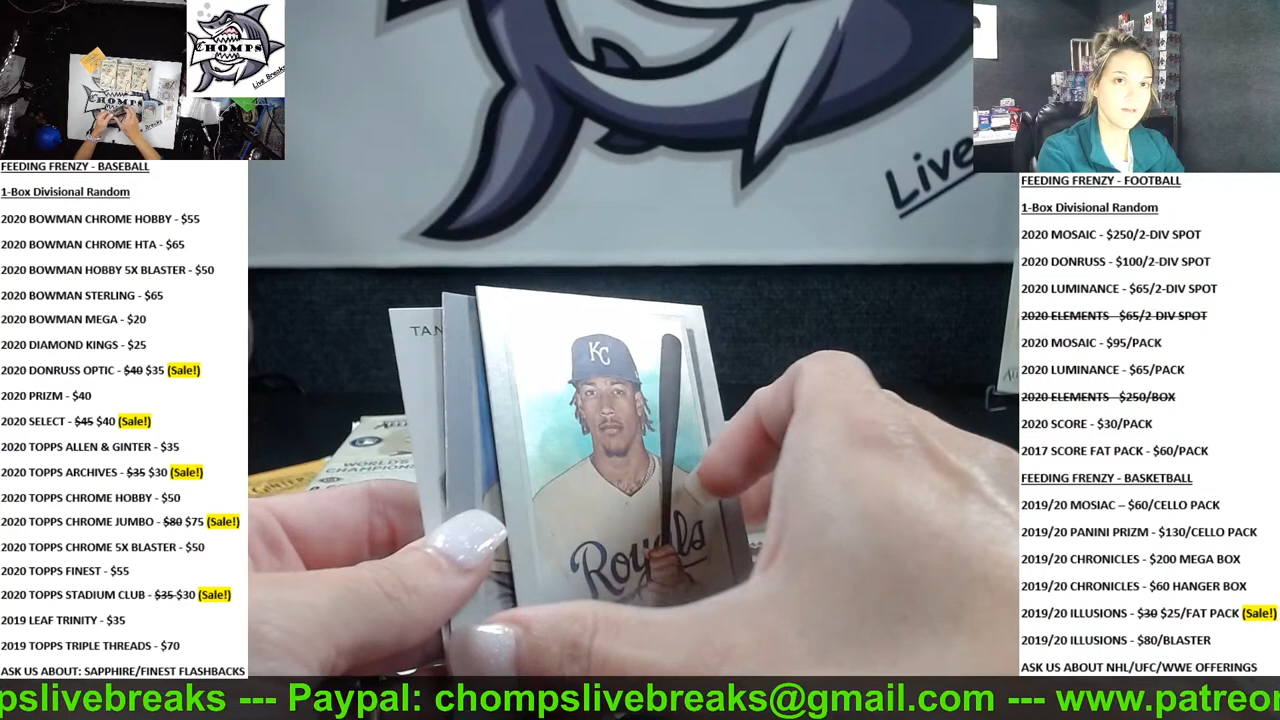 CHOMPS
Live Breaks
FEEDING FRENZY - BASEBALL
1-Box Divisional Random
2020 BOWMAN CHROME HOBBY - $55
2020 BOWMAN CHROME HTA - $65
2020 BOWMAN HOBBY 5X BLASTER - $50
2020 BOWMAN STERLING - $65
2020 BOWMAN MEGA - $20
2020 DIAMOND KINGS - $25
2020 DONRUSS OPTIC - $40 $35 (Sale!)
2020 PRIZM - $40
2020 SELECT - $45 $40 (Sale!)
2020 TOPPS ALLEN & GINTER - $35
2020 TOPPS ARCHIVES - $35 $30 (Sale!)
2020 TOPPS CHROME HOBBY - $50
2020 TOPPS CHROME JUMBO - $80 $75 (Sale!)
2020 TOPPS CHROME 5X BLASTER - $50
2020 TOPPS FINEST - $55
2020 TOPPS STADIUM CLUB - $35 $30 (Sale!)
2019 LEAF TRINITY - $35
2019 TOPPS TRIPLE THREADS - $70
ASK US ABOUT: SAPPHIRE/FINEST FLASHBACKS
Live
TAN
KC
Royals
WORLD'S
CHAMPION
FEEDING FRENZY - FOOTBALL
1-Box Divisional Random
2020 MOSAIC - $250/2-DIV SPOT
2020 DONRUSS - $100/2-DIV SPOT
2020 LUMINANCE - $65/2-DIV SPOT
2020 ELEMENTS - $65/2-DIV SPOT
2020 MOSAIC - $95/PACK
2020 LUMINANCE - $65/PACK
2020 ELEMENTS - $250/BOX
2020 SCORE - $30/PACK
2017 SCORE FAT PACK - $60/PACK
FEEDING FRENZY - BASKETBALL
2019/20 MOSIAC – $60/CELLO PACK
2019/20 PANINI PRIZM - $130/CELLO PACK
2019/20 CHRONICLES - $200 MEGA BOX
2019/20 CHRONICLES - $60 HANGER BOX
2019/20 ILLUSIONS - $30 $25/FAT PACK (Sale!)
2019/20 ILLUSIONS - $80/BLASTER
ASK US ABOUT NHL/UFC/WWE OFFERINGS
pslivebreaks --- Paypal: chompslivebreaks@gmail.com --- www.patreo